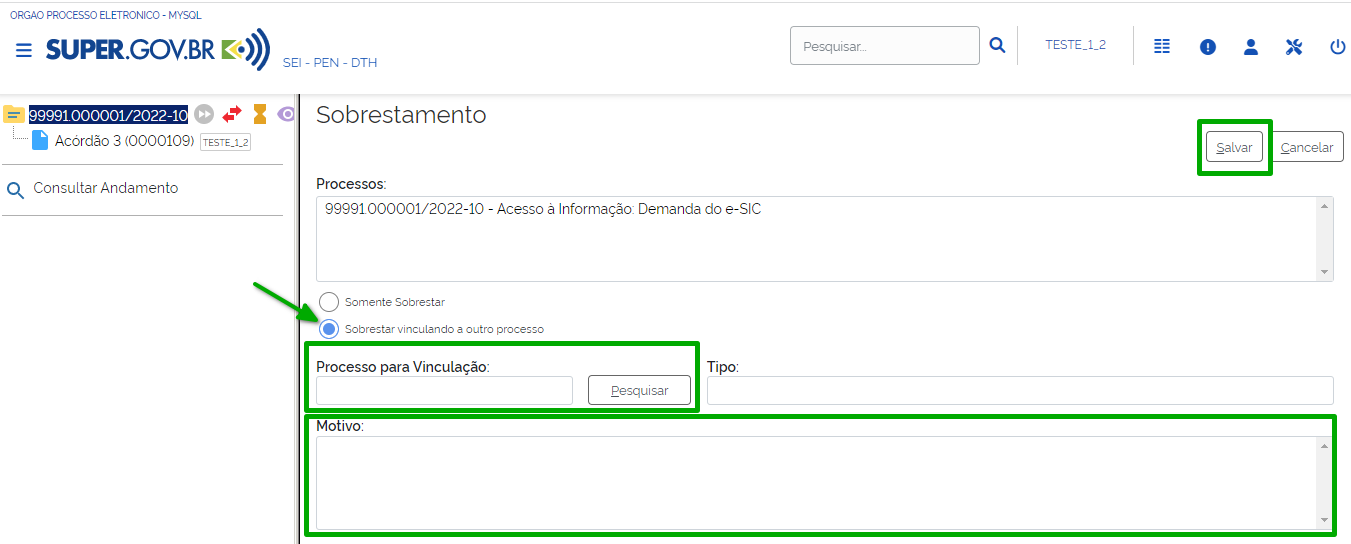 ORGAO PROCESSO ELETRONICO - MYSQL
SUPER.GOV.BR
SEI - PEN - DTH
Pesquisar...
TESTE_1_2
99991.000001/2022-10
Acórdão 3 (0000109) TESTE_1_2
Consultar Andamento
Sobrestamento
Salvar
Cancelar
Processos:
99991.000001/2022-10 - Acesso à Informação: Demanda do e-SIC
Somente Sobrestar
Sobrestar vinculando a outro processo
Processo para Vinculação:
Pesquisar
Tipo:
Motivo: